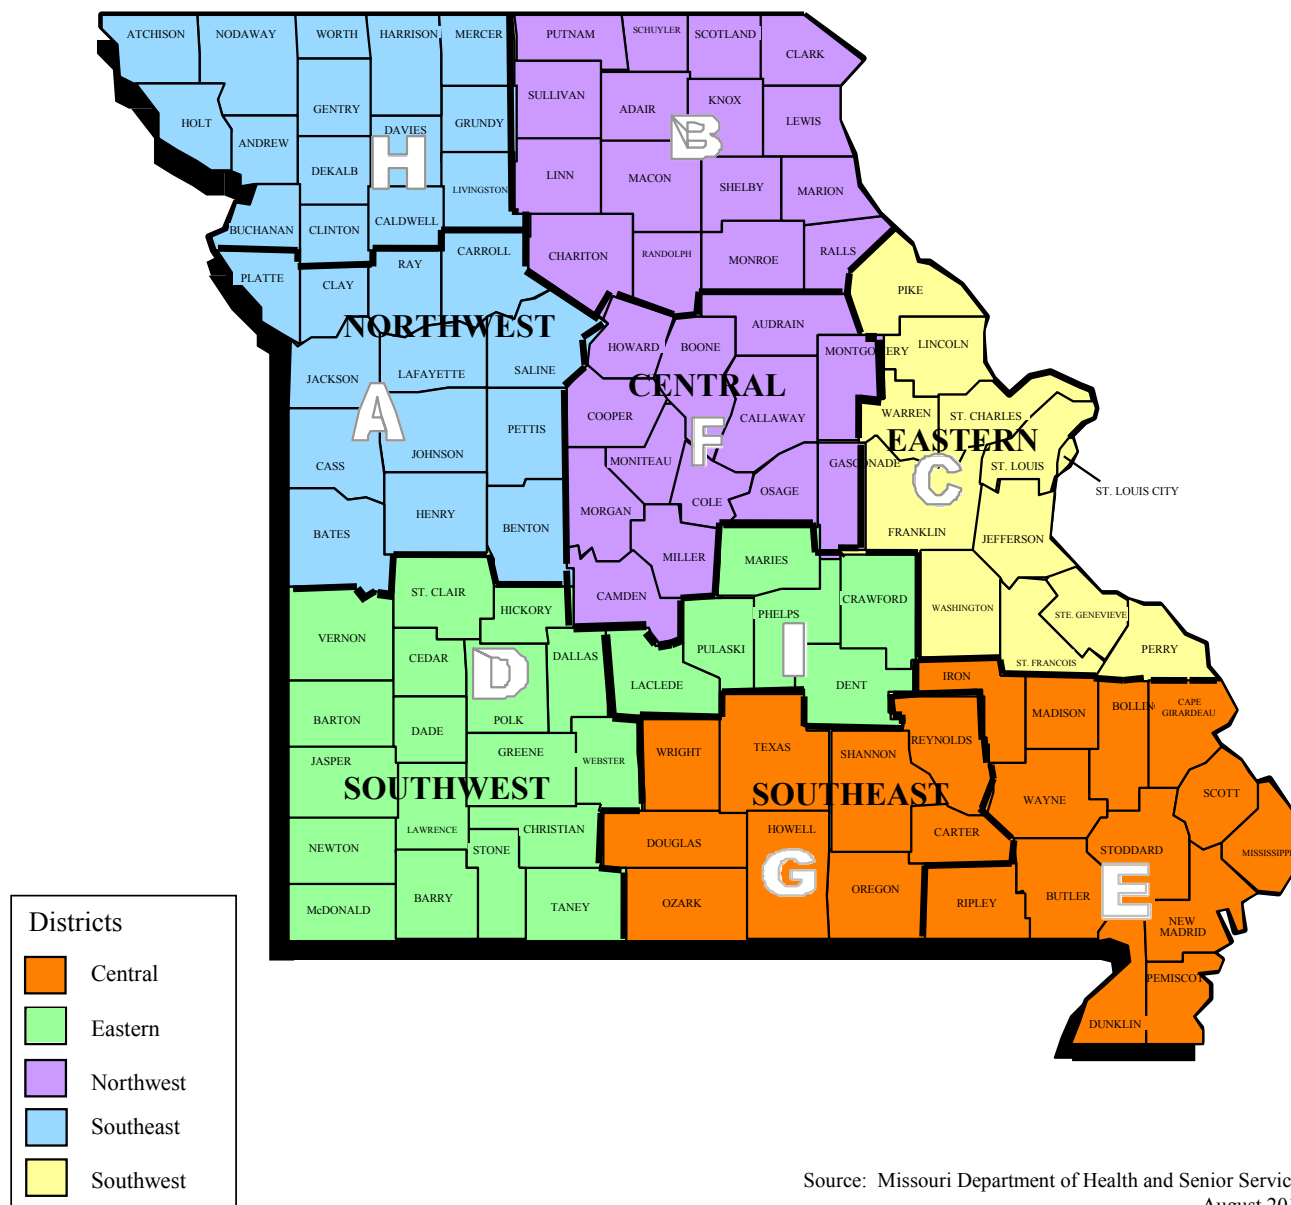 ATCHISON NODAWAY WORTH HARRISON MERCER PUTNAM SCHUYLER SCOTLAND CLARK
SULLIVAN ADAIR KNOX LEWIS
HOLT GENTRY GRUNDY
ANDREW DAVIES
H B
DEKALB LIVINGSTON LINN MACON SHELBY MARION
BUCHANAN CLINTON CALDWELL
CARROLL CHARITON RANDOLPH MONROE RALLS
PLATTE CLAY RAY PIKE
NORTHWEST AUDRAIN
HOWARD BOONE MONTGOMERY LINCOLN
JACKSON LAFAYETTE SALINE
CENTRAL
A COOPER F CALLAWAY WARREN ST. CHARLES
PETTIS EASTERN
CASS JOHNSON MONITEAU GASCONADE ST. LOUIS
C
ST. LOUIS CITY
MORGAN COLE OSAGE
BATES HENRY BENTON FRANKLIN JEFFERSON
MILLER MARIES
ST. CLAIR CAMDEN CRAWFORD
HICKORY PHELPS WASHINGTON STE. GENEVIEVE
VERNON
CEDAR DALLAS PULASKI I ST. FRANCOIS PERRY
D LACLEDE DENT IRON
BARTON POLK MADISON BOLLIN CAPE
GIRARDEAU
DADE GREENE WRIGHT TEXAS SHANNON REYNOLDS
JASPER WEBSTER
SOUTHWEST SOUTHEAST
WAYNE SCOTT
LAWRENCE CHRISTIAN HOWELL CARTER
NEWTON STONE DOUGLAS STODDARD MISSISSIPPI
G E
McDONALD BARRY TANEY OZARK OREGON RIPLEY BUTLER
NEW
MADRID
PEMISCOT
DUNKLIN
Districts
Central
Eastern
Northwest
Southeast
Southwest
Source: Missouri Department of Health and Senior Servic
August 201